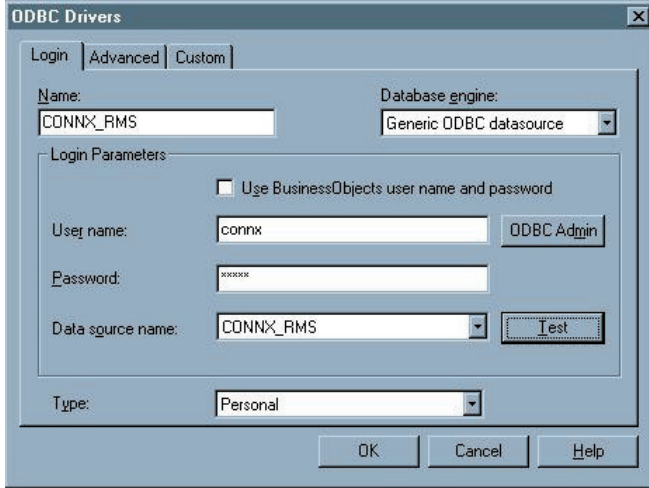 ODBC Drivers
Login Advanced Custom
Name: Database engine:
CONNX_RMS Generic ODBC datasource
Login Parameters
Use BusinessObjects user name and password
User name: connx ODBC Admin
Password: xxxxx
Data source name: CONNX_RMS Test
Type: Personal
OK Cancel Help